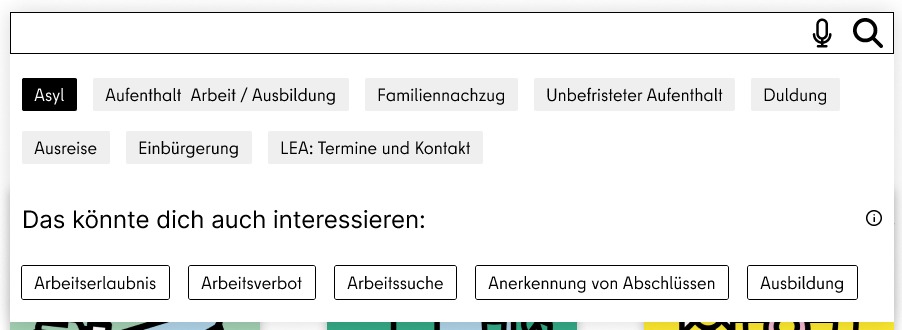 Asyl Aufenthalt Arbeit / Ausbildung Familiennachzug Unbefristeter Aufenthalt Duldung
Ausreise Einbürgerung LEA: Termine und Kontakt
Das könnte dich auch interessieren:
Arbeitserlaubnis Arbeitsverbot Arbeitssuche Anerkennung von Abschlüssen Ausbildung